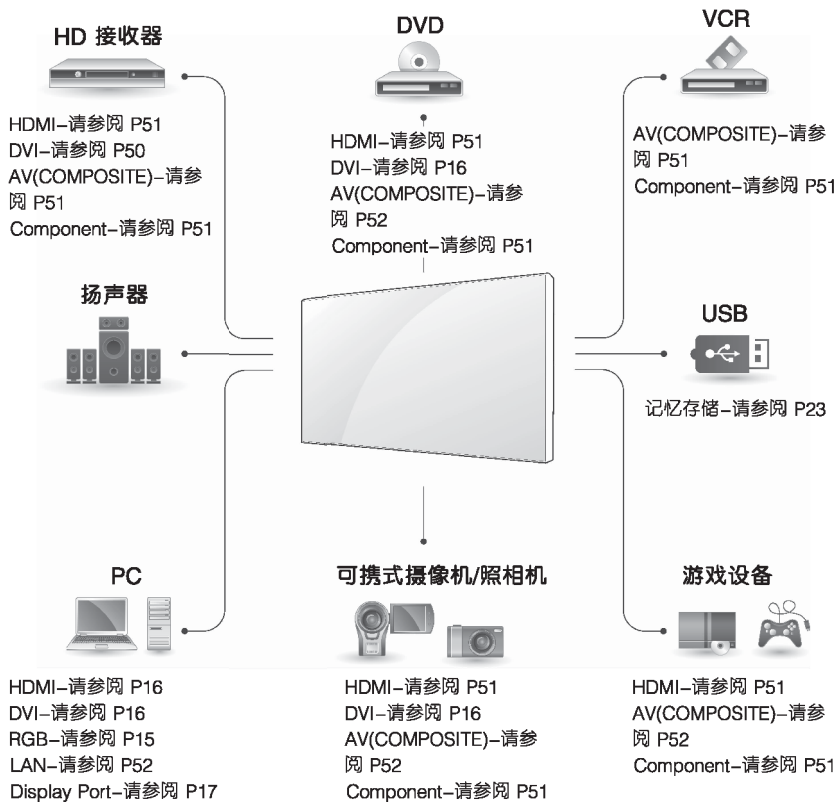 HD 接收器
HDMI–请参阅 P51
DVI–请参阅 P50
AV(COMPOSITE)–请参
阅 P51
Component–请参阅 P51
DVD
HDMI–请参阅 P51
DVI–请参阅 P16
AV(COMPOSITE)–请参
阅 P52
Component–请参阅 P51
VCR
AV(COMPOSITE)–请参
阅 P51
Component–请参阅 P51
扬声器
USB
记忆存储–请参阅 P23
PC
HDMI–请参阅 P16
DVI–请参阅 P16
RGB–请参阅 P15
LAN–请参阅 P52
Display Port–请参阅 P17
可携式摄像机/照相机
HDMI–请参阅 P51
DVI–请参阅 P16
AV(COMPOSITE)–请参
阅 P52
Component–请参阅 P51
游戏设备
HDMI–请参阅 P51
AV(COMPOSITE)–请参
阅 P52
Component–请参阅 P51